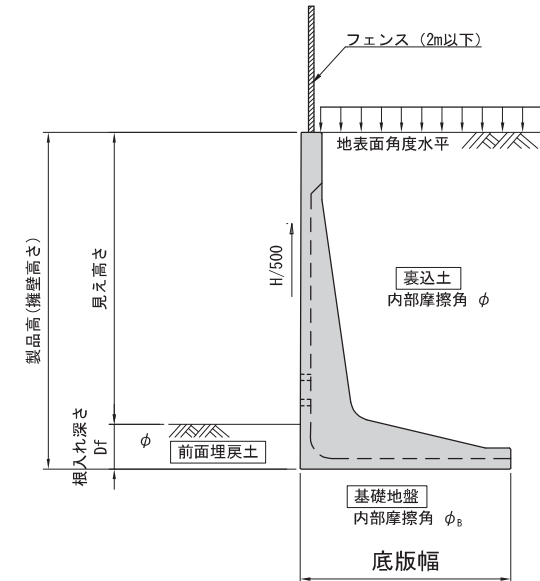 フェンス（2m以下）
地表面角度水平
製品高(擁壁高さ)
見え高さ
H/500
裏込土
内部摩擦角 φ
根入れ深さ
Df
φ
前面埋戻土
基礎地盤
内部摩擦角 φB
底版幅